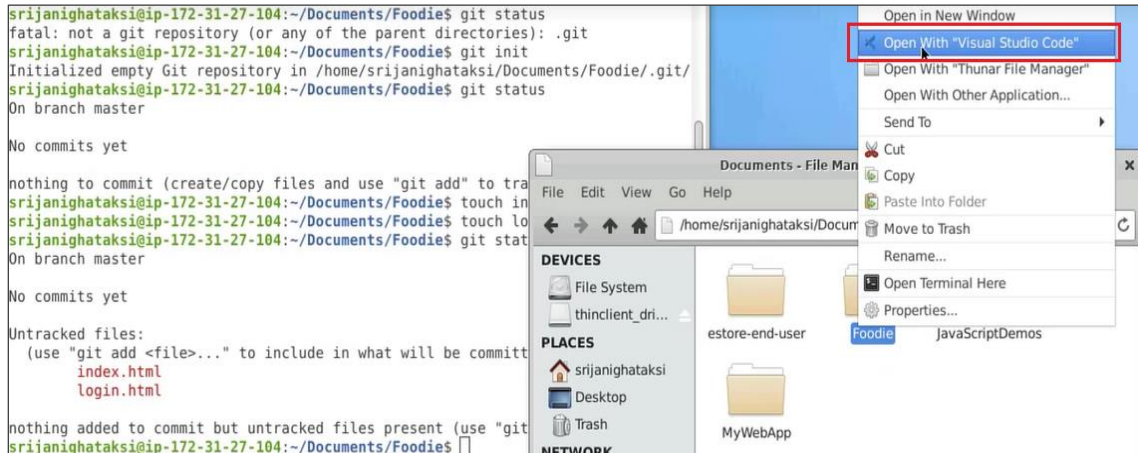 srijanighataksi@ip-172-31-27-104:~/Documents/Foodie$ git status
fatal: not a git repository (or any of the parent directories): .git
srijanighataksi@ip-172-31-27-104:~/Documents/Foodie$ git init
Initialized empty Git repository in /home/srijanighataksi/Documents/Foodie/.git/
srijanighataksi@ip-172-31-27-104:~/Documents/Foodie$ git status
On branch master
No commits yet
nothing to commit (create/copy files and use "git add" to tra
srijanighataksi@ip-172-31-27-104:~/Documents/Foodie$ touch in
srijanighataksi@ip-172-31-27-104:~/Documents/Foodie$ touch lo
srijanighataksi@ip-172-31-27-104:~/Documents/Foodie$ git stat
On branch master
No commits yet
Untracked files:
(use "git add <file>..." to include in what will be committ
index.html
login.html
nothing added to commit but untracked files present (use "git
srijanighataksi@ip-172-31-27-104:~/Documents/Foodie$
Open in New Window
Open With "Visual Studio Code"
Open With "Thunar File Manager"
Open With Other Application...
Send To
Cut
Copy
Paste Into Folder
Move to Trash
Rename...
Open Terminal Here
Properties...
Documents - File Man
File Edit View Go Help
/home/srijanighataksi/Docum
DEVICES
File System
thinclient_dri...
PLACES
srijanighataksi
Desktop
Trash
NETWORK
estore-end-user
Foodie
JavaScriptDemos
MyWebApp